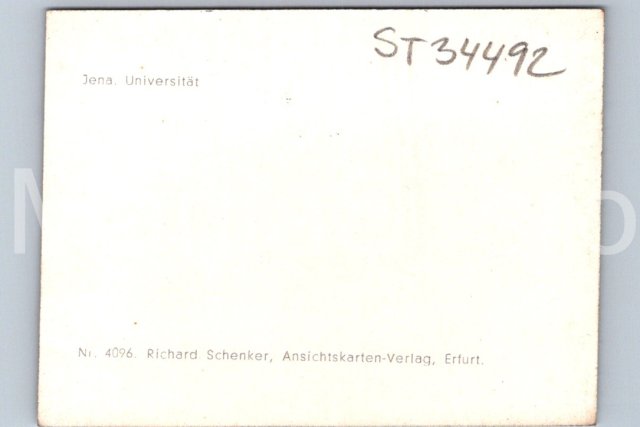 ST34492
Jena. Universität
Nr. 4096. Richard Schenker, Ansichtskarten-Verlag, Erfurt.